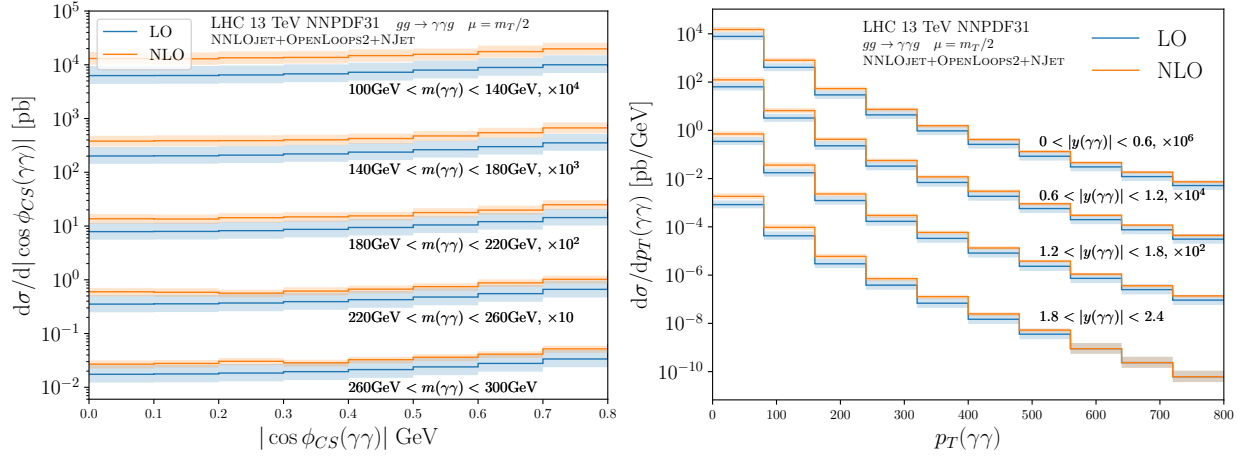 LHC 13 TeV NNPDF31 gg → γγg μ = m_T/2
NNLOJET+OPENLOOPS2+NJET
LO
NLO
dσ/d|cos ϕ_CS(γγ)| [pb]
10^5
10^4
10^3
10^2
10^1
10^0
10^−1
10^−2
100GeV < m(γγ) < 140GeV, ×10^4
140GeV < m(γγ) < 180GeV, ×10^3
180GeV < m(γγ) < 220GeV, ×10^2
220GeV < m(γγ) < 260GeV, ×10
260GeV < m(γγ) < 300GeV
0.0 0.1 0.2 0.3 0.4 0.5 0.6 0.7 0.8
|cos ϕ_CS(γγ)| GeV
LHC 13 TeV NNPDF31
gg → γγg μ = m_T/2
NNLOJET+OPENLOOPS2+NJET
LO
NLO
dσ/dp_T(γγ) [pb/GeV]
10^4
10^2
10^0
10^−2
10^−4
10^−6
10^−8
10^−10
0 < |y(γγ)| < 0.6, ×10^6
0.6 < |y(γγ)| < 1.2, ×10^4
1.2 < |y(γγ)| < 1.8, ×10^2
1.8 < |y(γγ)| < 2.4
0 100 200 300 400 500 600 700 800
p_T(γγ)